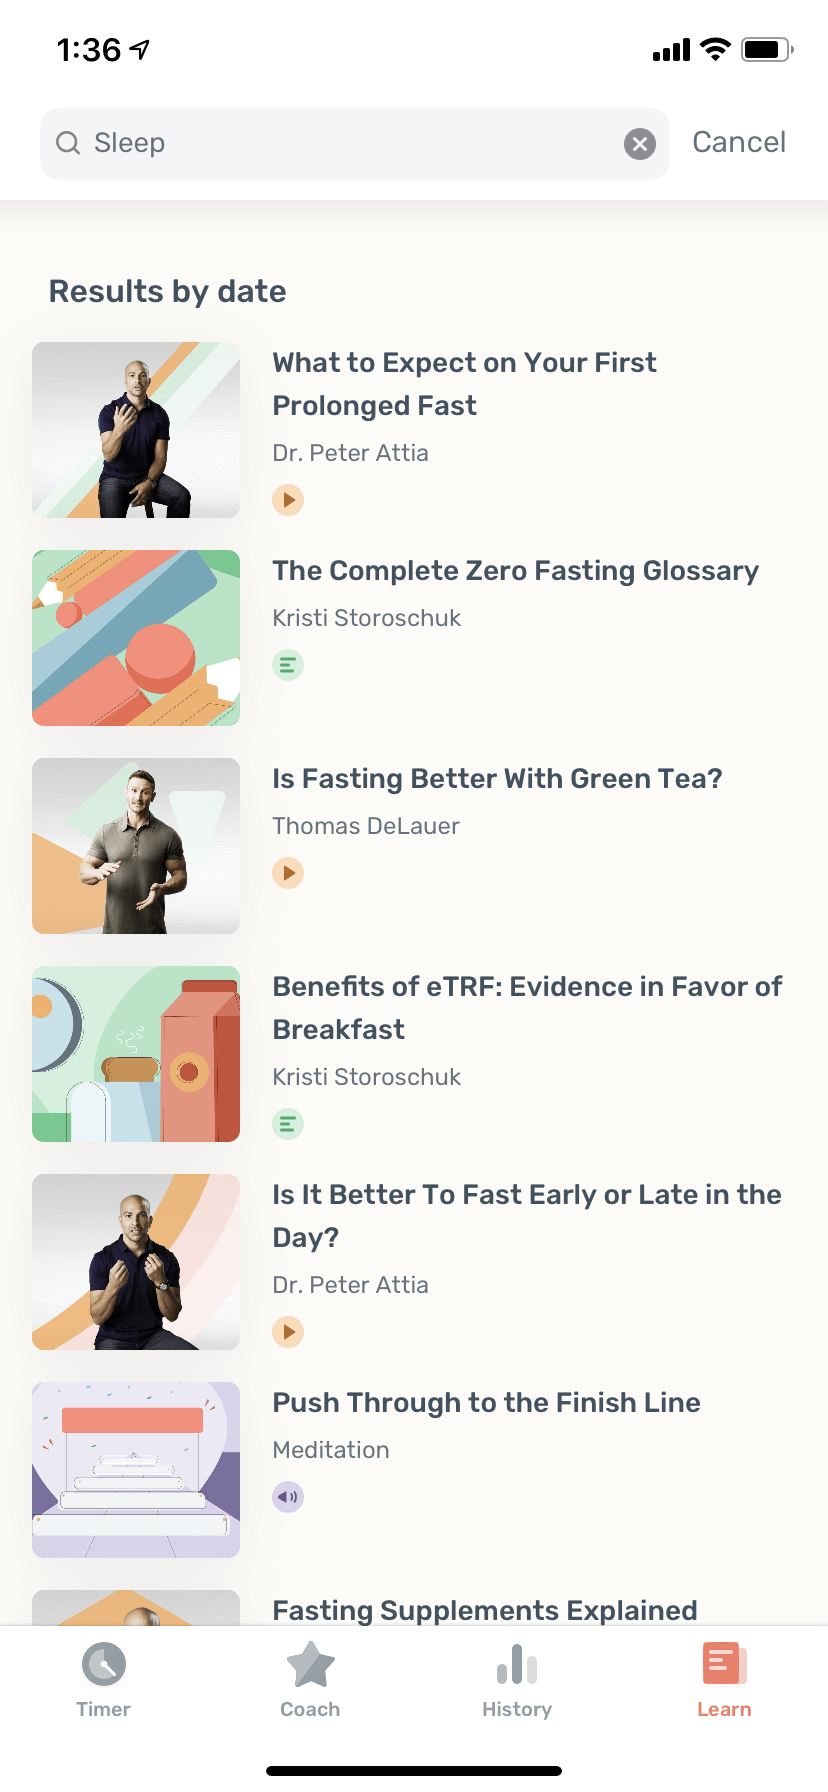 1:36
Sleep
Cancel
Results by date
What to Expect on Your First
Prolonged Fast
Dr. Peter Attia
The Complete Zero Fasting Glossary
Kristi Storoschuk
Is Fasting Better With Green Tea?
Thomas DeLauer
Benefits of eTRF: Evidence in Favor of
Breakfast
Kristi Storoschuk
Is It Better To Fast Early or Late in the
Day?
Dr. Peter Attia
Push Through to the Finish Line
Meditation
Fasting Supplements Explained
Timer
Coach
History
Learn